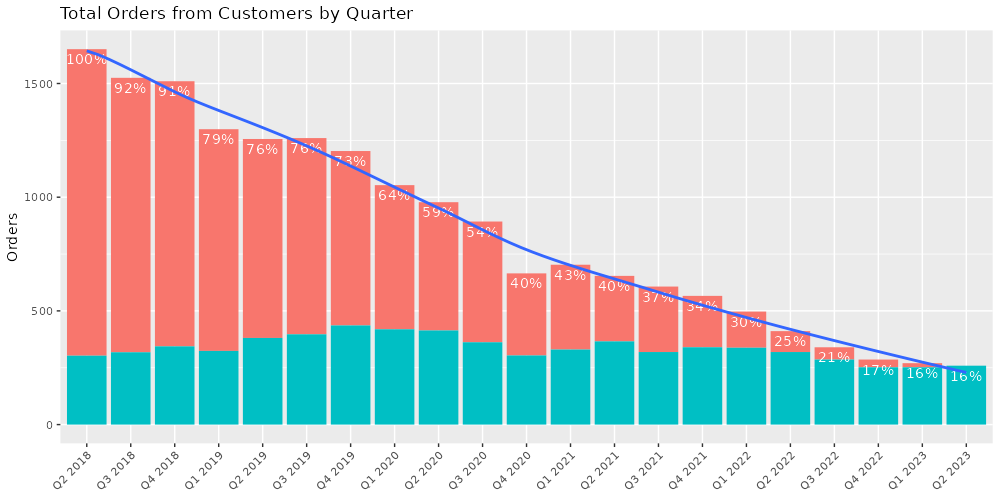 Total Orders from Customers by Quarter
Orders
1500
1000
500
0
100%
92%
91%
79%
76%
76%
73%
64%
59%
54%
40%
43%
40%
37%
34%
30%
25%
21%
17%
16%
16%
Q2 2018
Q3 2018
Q4 2018
Q1 2019
Q2 2019
Q3 2019
Q4 2019
Q1 2020
Q2 2020
Q3 2020
Q4 2020
Q1 2021
Q2 2021
Q3 2021
Q4 2021
Q1 2022
Q2 2022
Q3 2022
Q4 2022
Q1 2023
Q2 2023